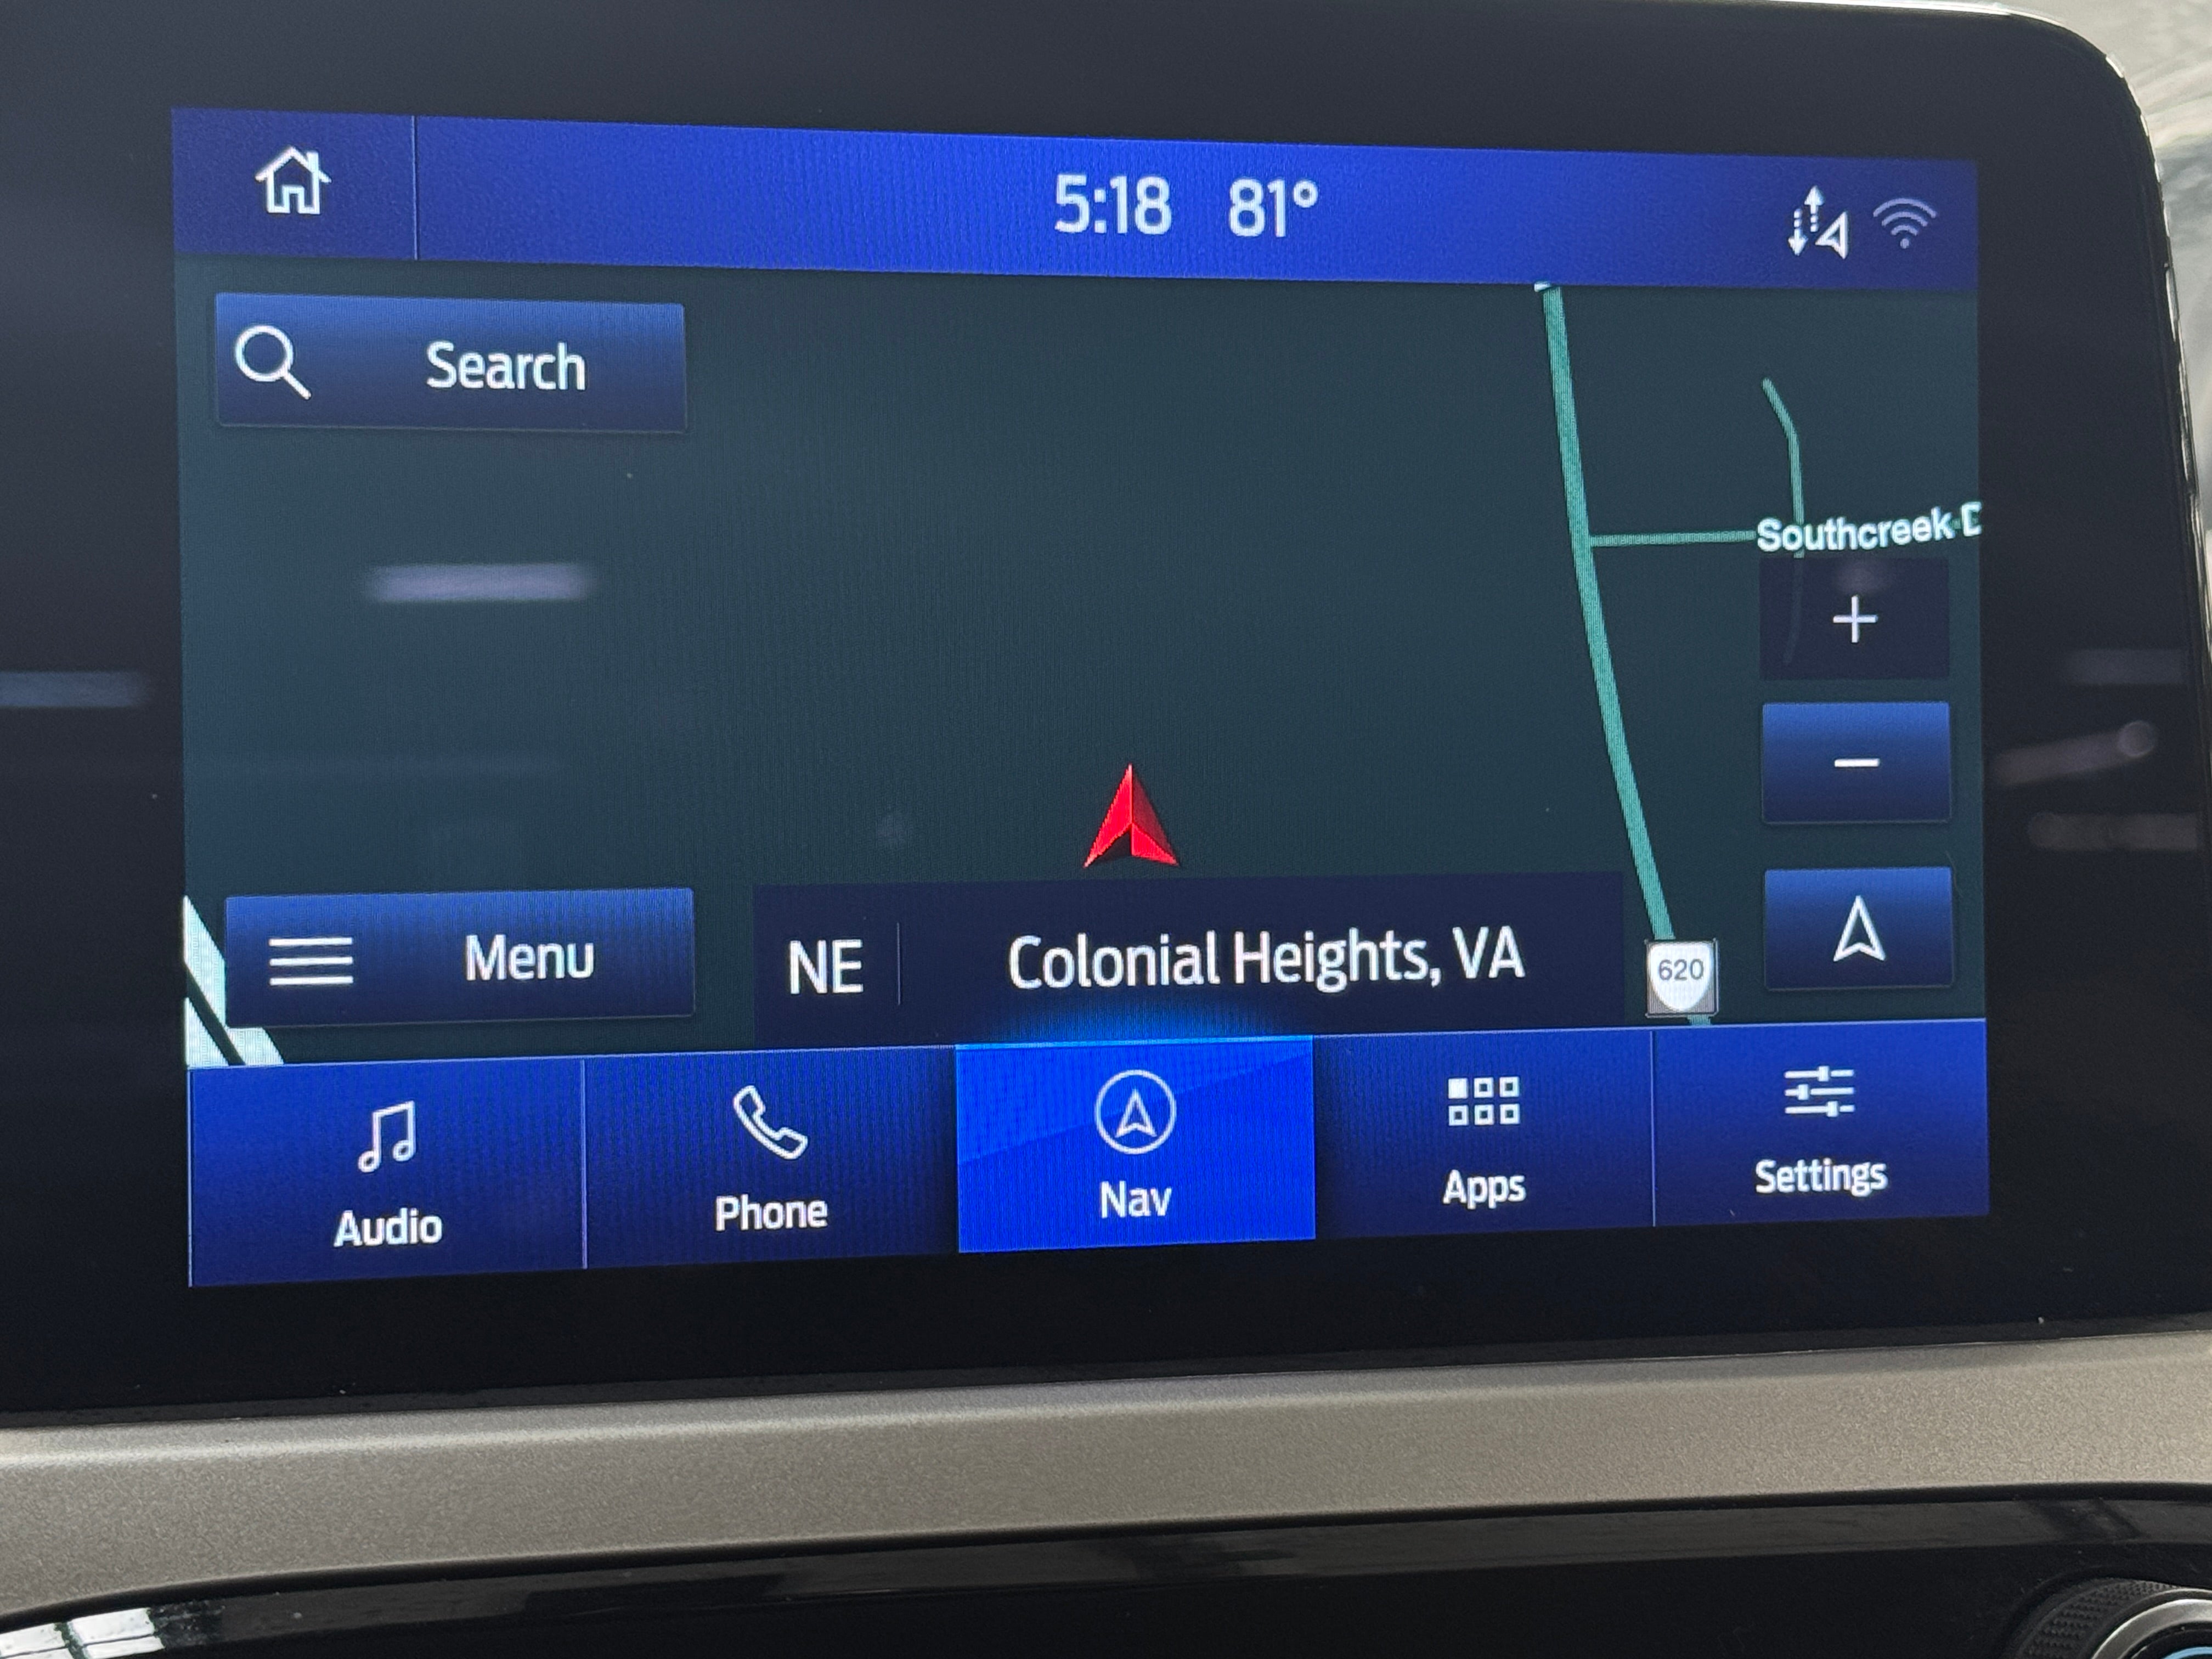 5:18 81°
Search
Southcreek D
+
−
Menu
NE Colonial Heights, VA
620
Audio
Phone
Nav
Apps
Settings